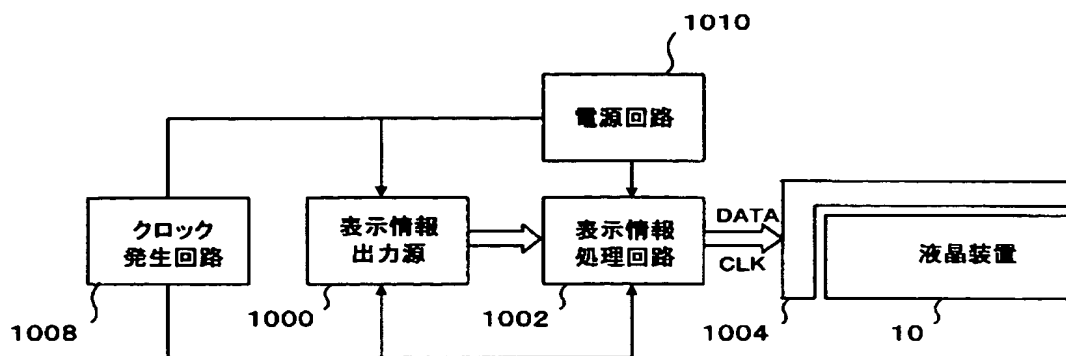 1010
電源回路
クロック
発生回路
表示情報
出力源
表示情報
処理回路
DATA
CLK
液晶装置
1008
1000
1002
1004
10